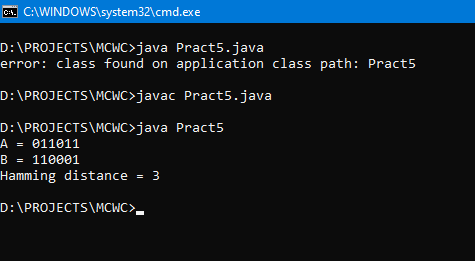 C:\WINDOWS\system32\cmd.exe
D:\PROJECTS\MCWC>java Pract5.java
error: class found on application class path: Pract5
D:\PROJECTS\MCWC>javac Pract5.java
D:\PROJECTS\MCWC>java Pract5
A = 011011
B = 110001
Hamming distance = 3
D:\PROJECTS\MCWC>